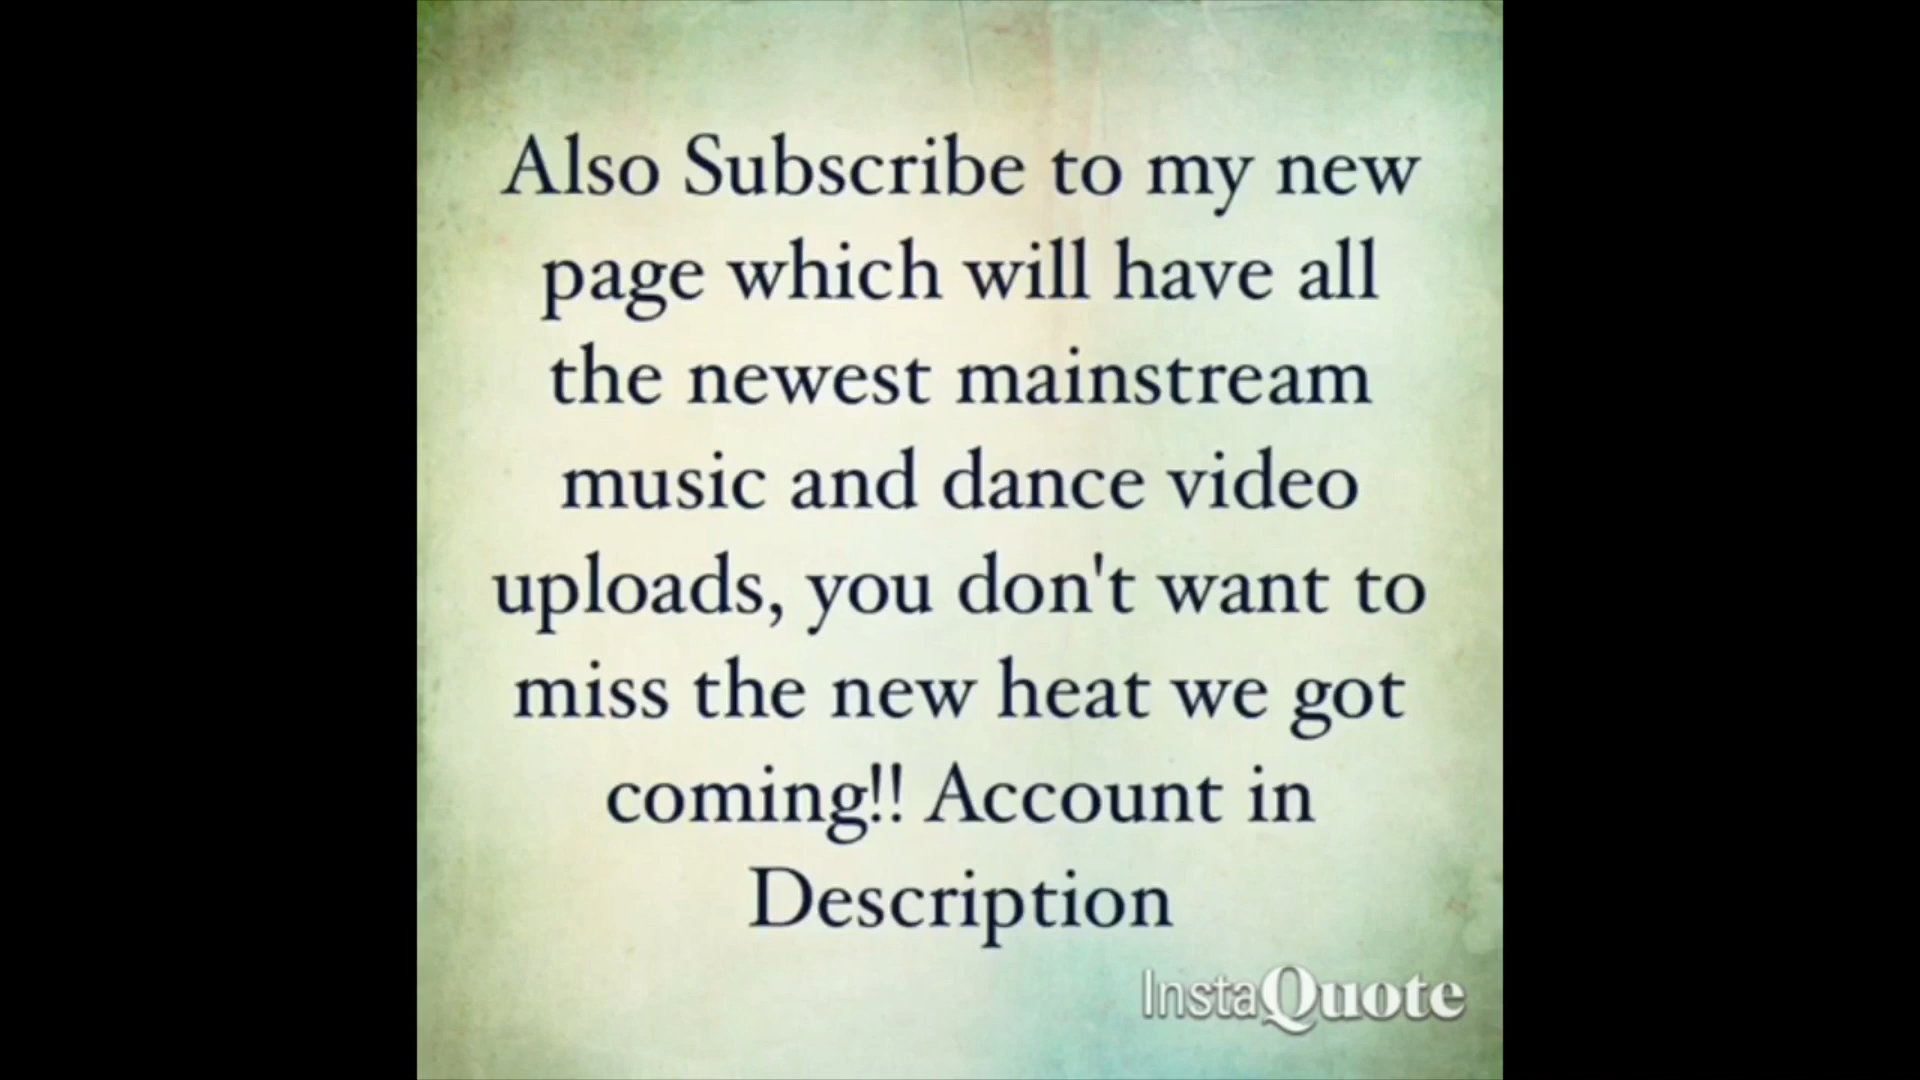 Also Subscribe to my new
page which will have all
the newest mainstream
music and dance video
uploads, you don't want to
miss the new heat we got
coming!! Account in
Description
InstaQuote